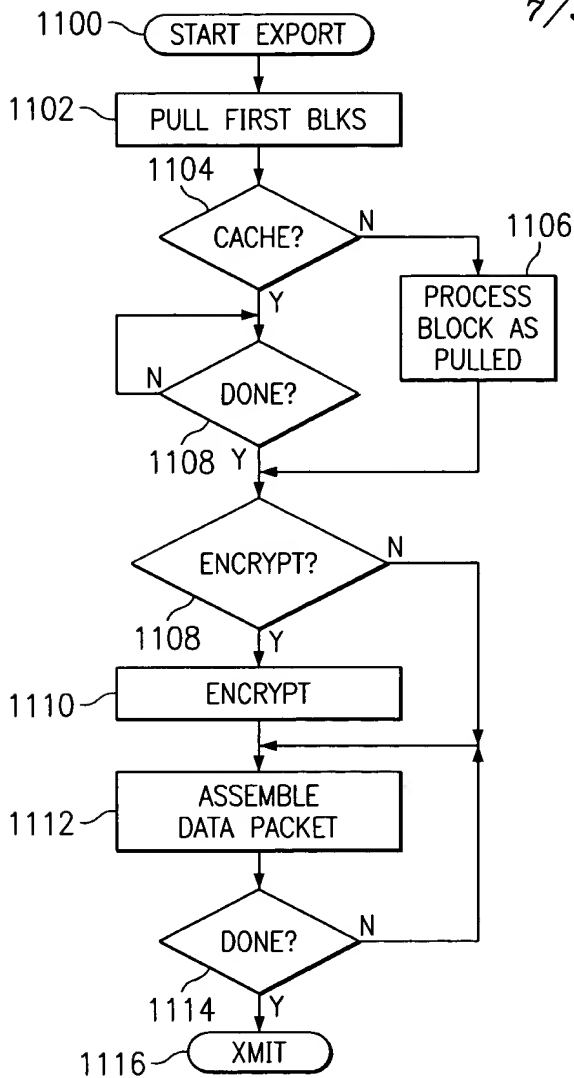 7/
1100
START EXPORT
1102
PULL FIRST BLKS
1104
CACHE?
N
1106
PROCESS
BLOCK AS
PULLED
Y
N
DONE?
1108
Y
ENCRYPT?
N
1108
Y
1110
ENCRYPT
1112
ASSEMBLE
DATA PACKET
DONE?
N
1114
Y
1116
XMIT